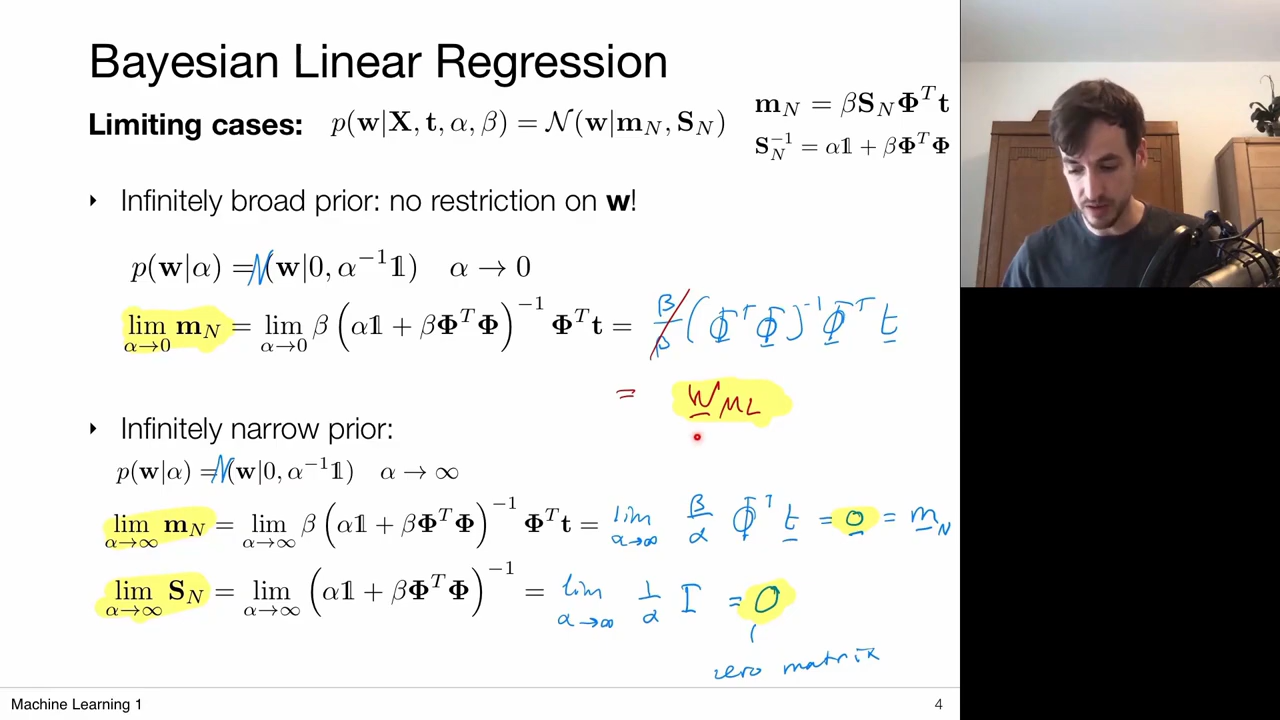 Bayesian Linear Regression
Limiting cases: p(w|X, t, α, β) = N(w|m_N, S_N)
m_N = βS_NΦ^T t
S_N^{-1} = α𝟙 + βΦ^TΦ
‣ Infinitely broad prior: no restriction on w!
p(w|α) = N(w|0, α^{-1}𝟙) α → 0
lim_{α→0} m_N = lim_{α→0} β(α𝟙 + βΦ^TΦ)^{-1} Φ^T t = β/β (Φ^TΦ)^{-1} Φ^T t
= w_ML
‣ Infinitely narrow prior:
p(w|α) = N(w|0, α^{-1}𝟙) α → ∞
lim_{α→∞} m_N = lim_{α→∞} β(α𝟙 + βΦ^TΦ)^{-1} Φ^T t = lim_{α→∞} β/α Φ^T t = 0 = m_N
lim_{α→∞} S_N = lim_{α→∞} (α𝟙 + βΦ^TΦ)^{-1} = lim_{α→∞} 1/α I = 0
zero matrix
Machine Learning 1
4